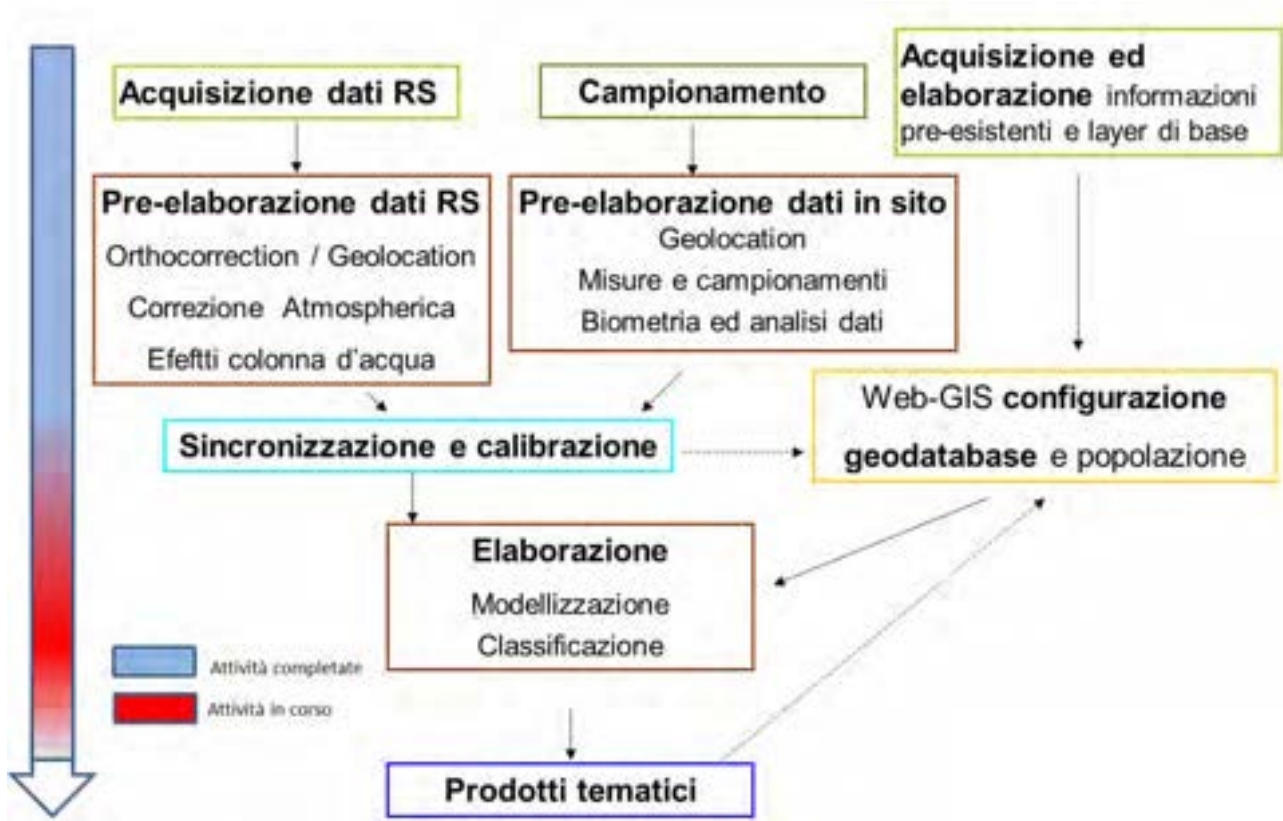 Acquisizione dati RS
Campionamento
Acquisizione ed
elaborazione informazioni
pre-esistenti e layer di base
Pre-elaborazione dati RS
Orthocorrection / Geolocation
Correzione Atmospherica
Efeftti colonna d'acqua
Pre-elaborazione dati in sito
Geolocation
Misure e campionamenti
Biometria ed analisi dati
Sincronizzazione e calibrazione
Web-GIS configurazione
geodatabase e popolazione
Elaborazione
Modellizzazione
Classificazione
Attività completate
Attività in corso
Prodotti tematici